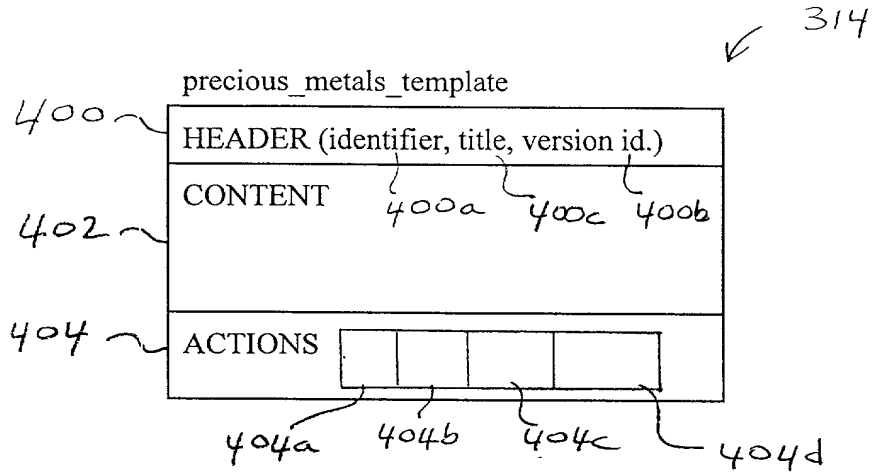 314
precious_metals_template
400
HEADER (identifier, title, version id.)
CONTENT
400a 400c 400b
402
404
ACTIONS
404a 404b 404c 404d